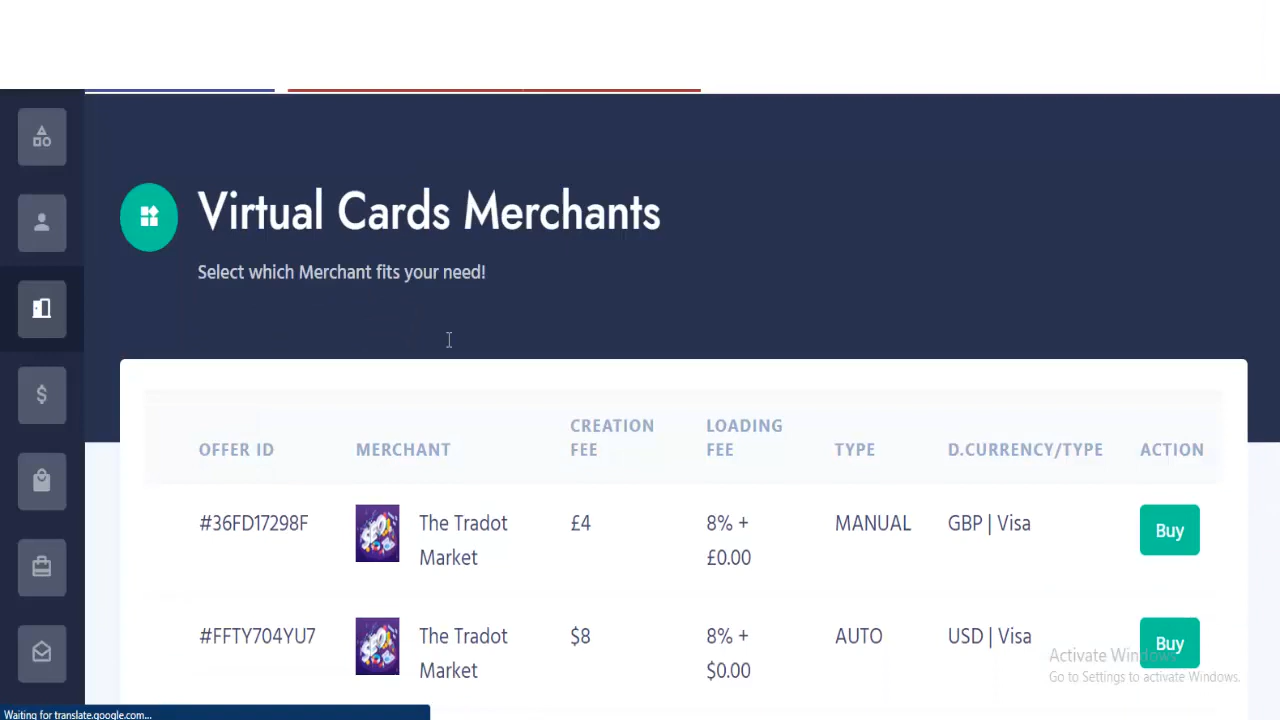 Virtual Cards Merchants
Select which Merchant fits your need!
OFFER ID MERCHANT CREATION FEE LOADING FEE TYPE D.CURRENCY/TYPE ACTION
#36FD17298F The Tradot Market £4 8% + £0.00 MANUAL GBP | Visa Buy
#FFTY704YU7 The Tradot Market $8 8% + $0.00 AUTO USD | Visa Buy
Activate Windows
Go to Settings to activate Windows.
Waiting for translate.google.com...